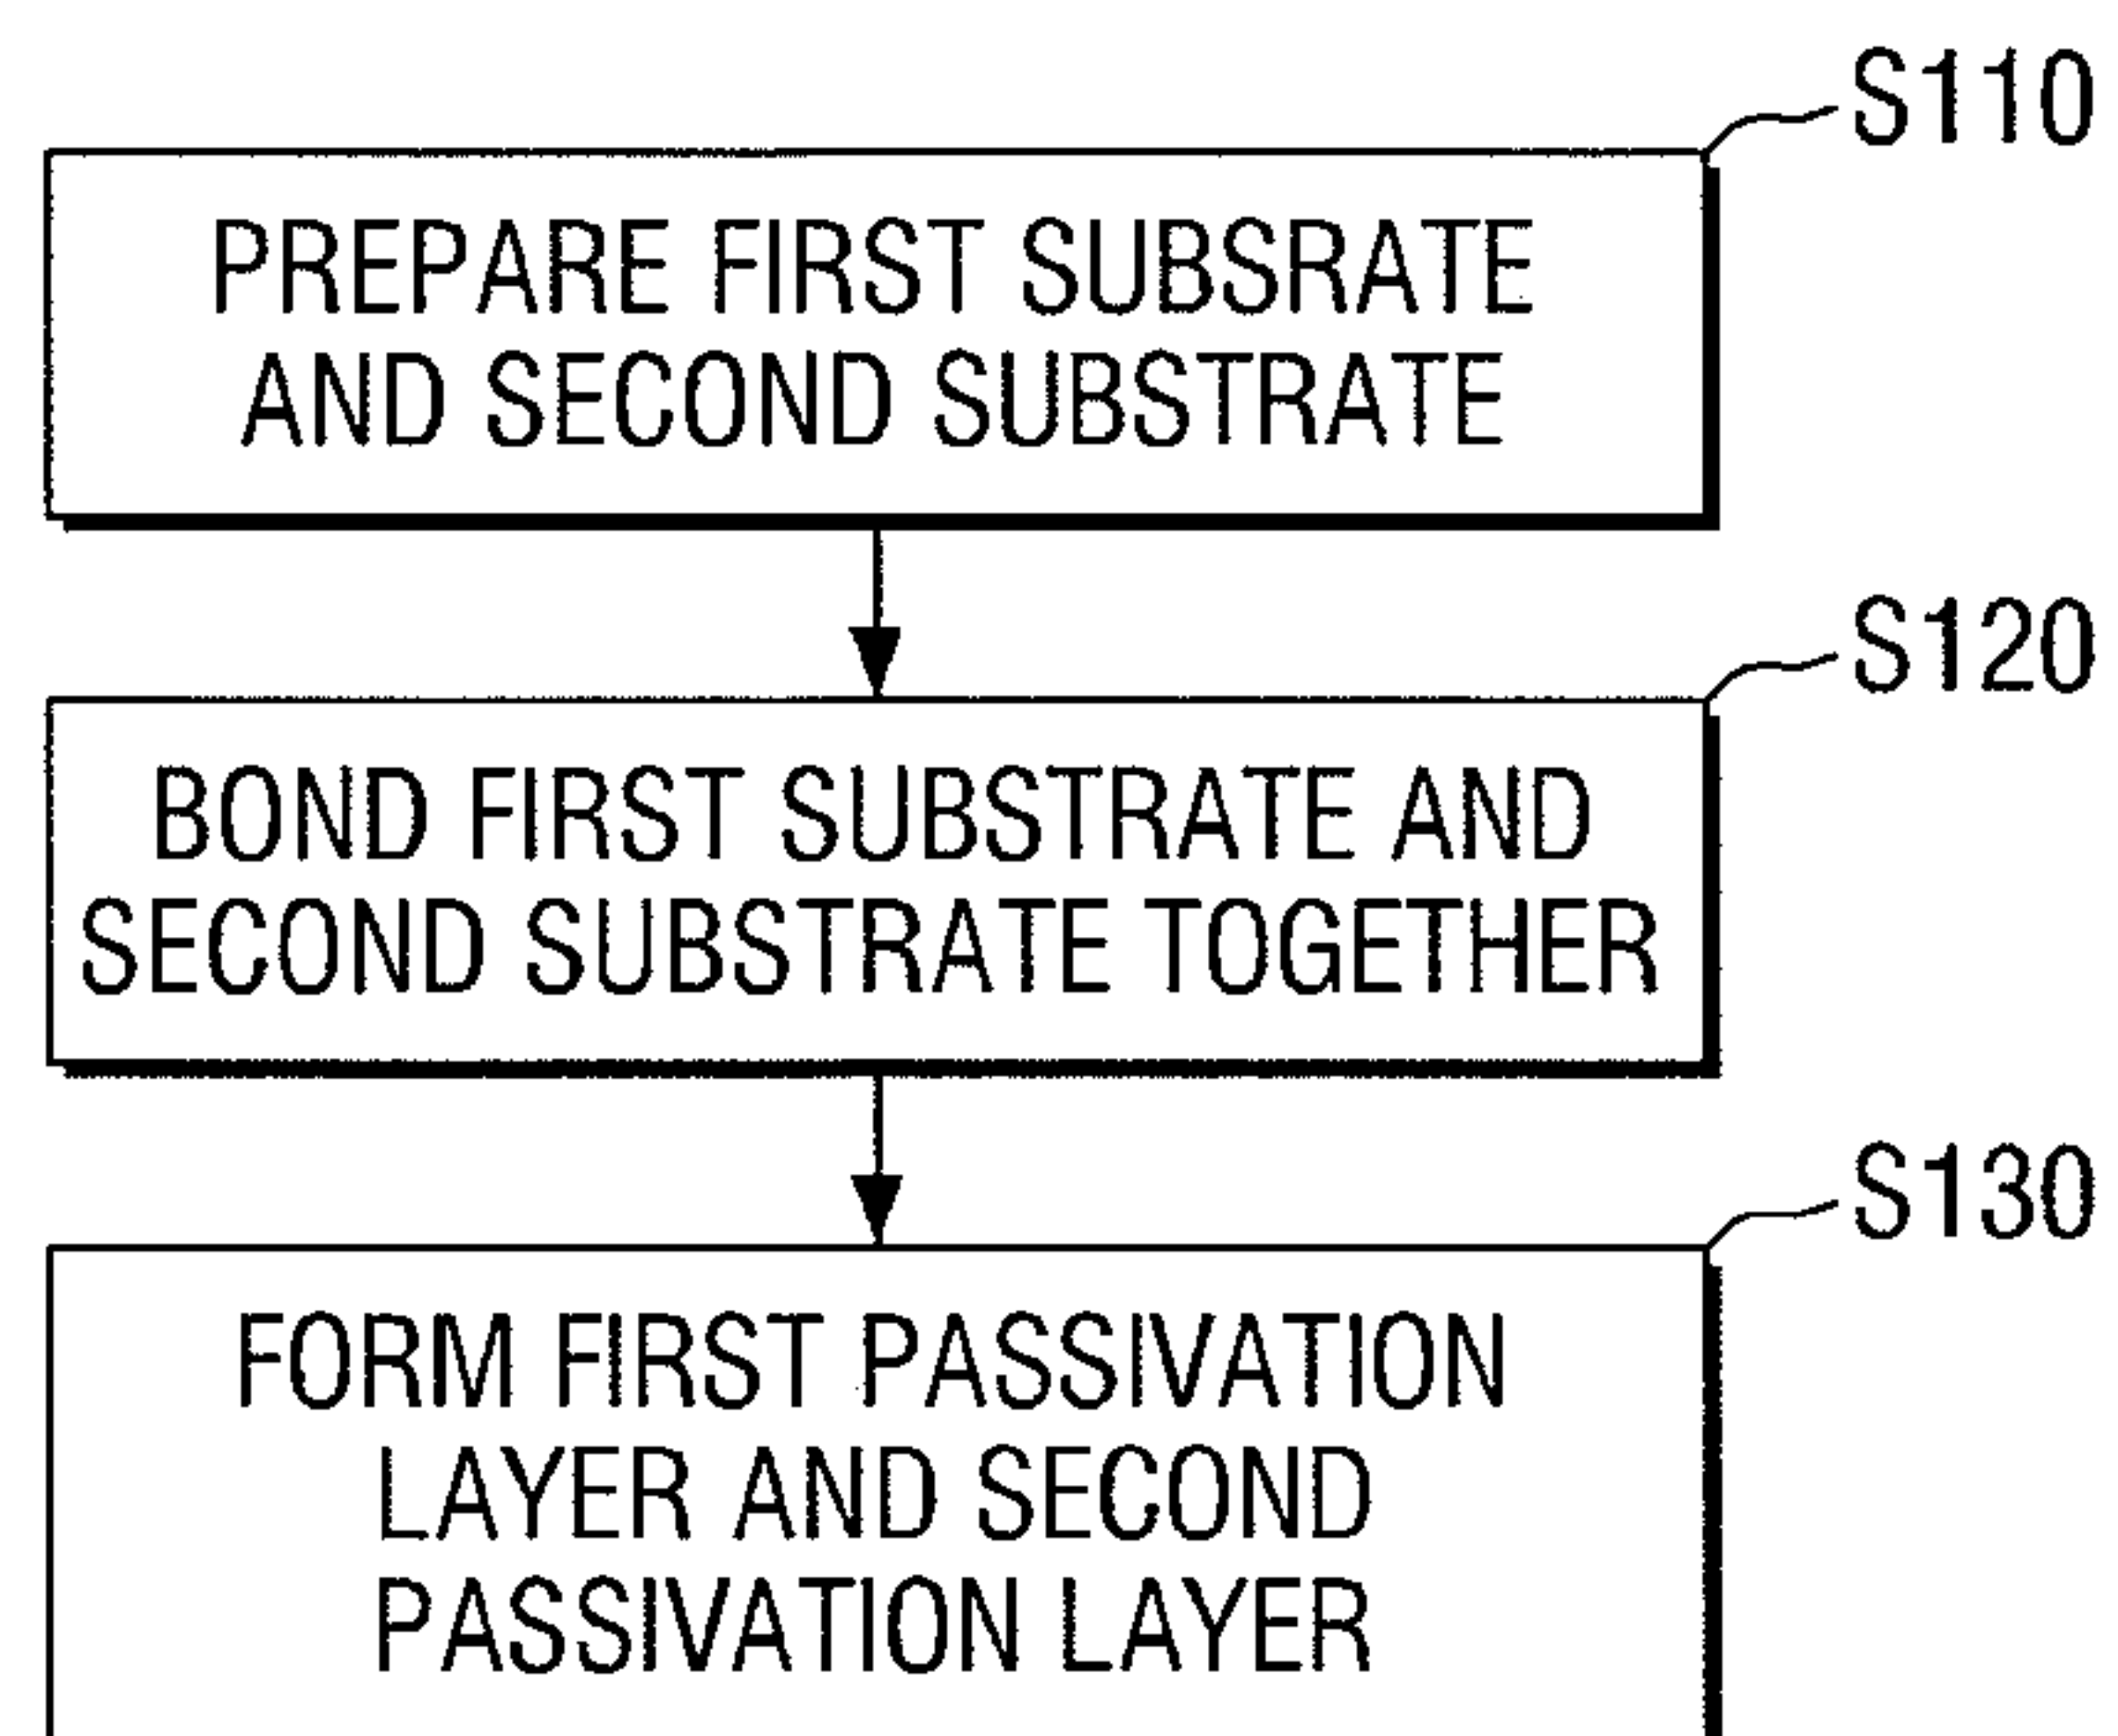 S110
PREPARE FIRST SUBSRATE
AND SECOND SUBSTRATE
S120
BOND FIRST SUBSTRATE AND
SECOND SUBSTRATE TOGETHER
S130
FORM FIRST PASSIVATION
LAYER AND SECOND
PASSIVATION LAYER